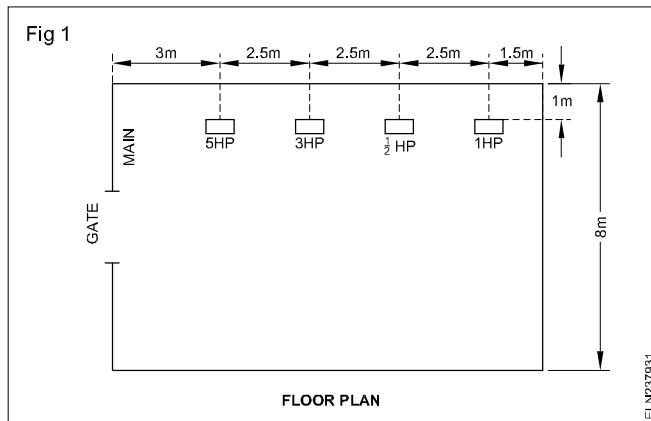 Fig 1
3m 2.5m 2.5m 2.5m 1.5m
1m
MAIN
5HP 3HP ½ HP 1HP
GATE
8m
FLOOR PLAN
ELN237931